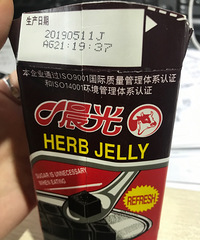 生产日期
20190511J
AG21:19:37
本企业通过ISO9001国际质量管理体系认证
和ISO14001环境管理体系认证
晨光
HERB JELLY
SUGAR IS UNNECESSARY
WHEN EATING
REFRESH